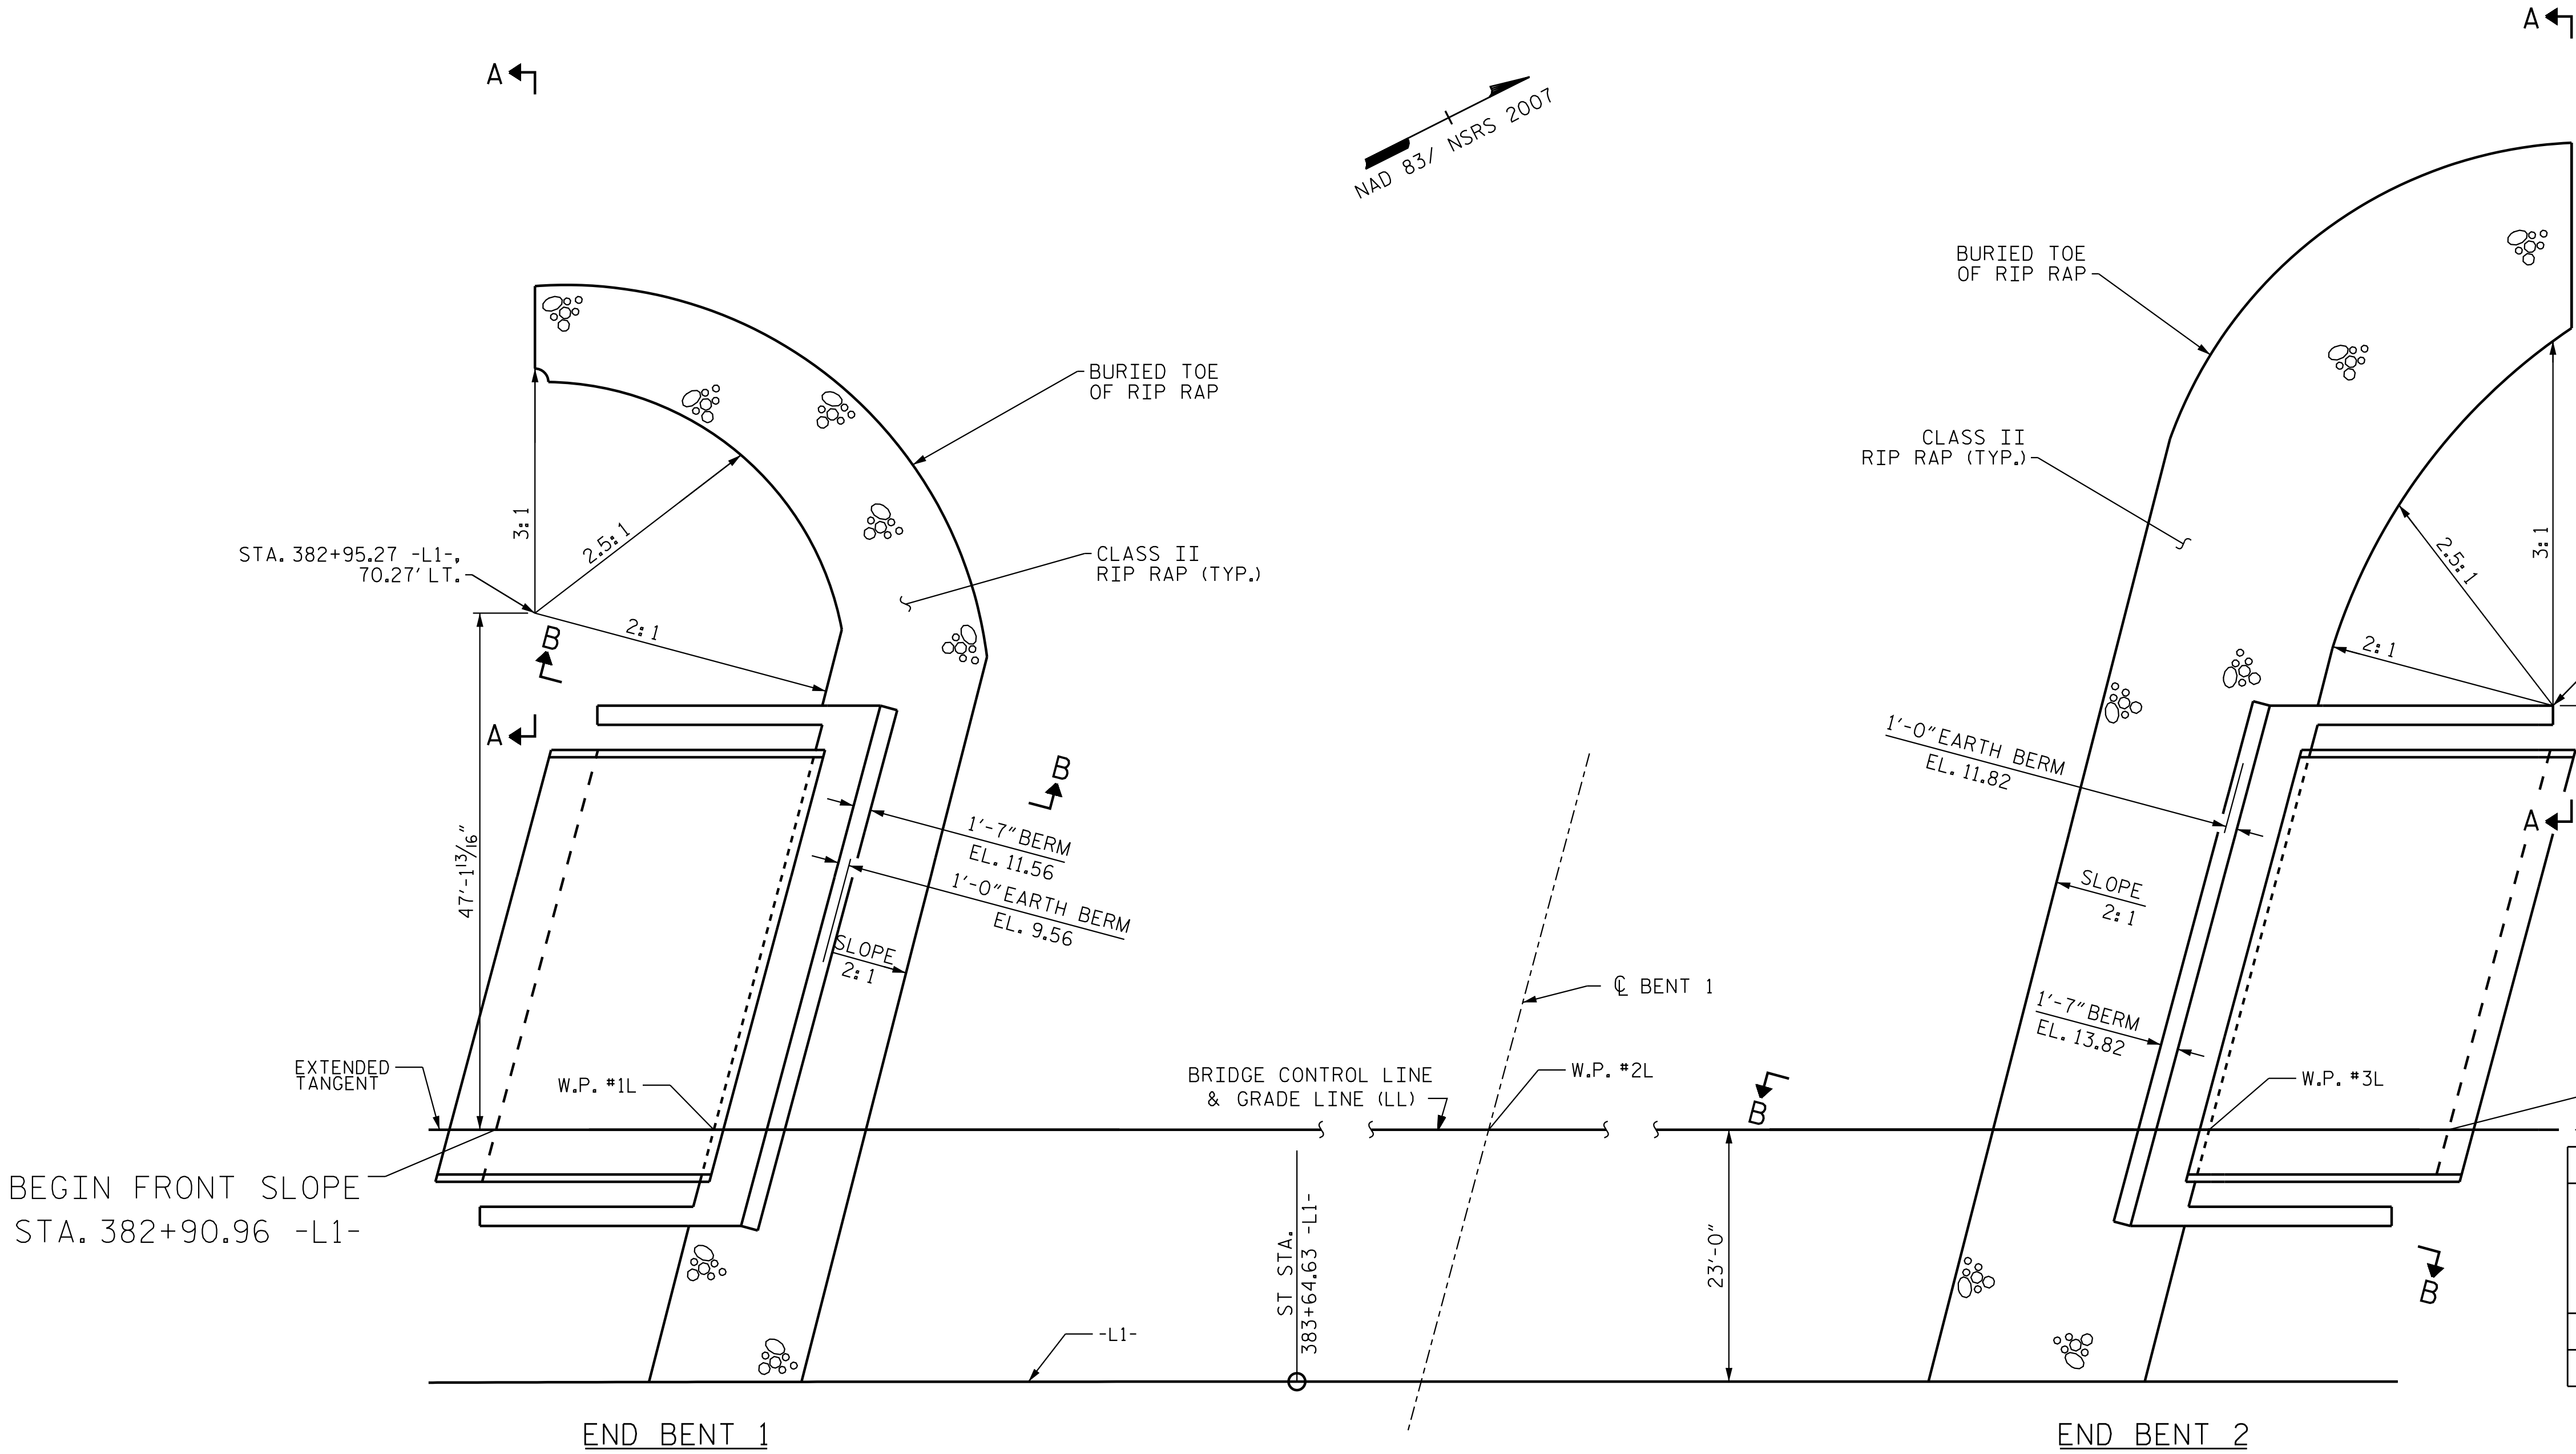 A
A
NAD 83/ NSRS 2007
BURIED TOE
OF RIP RAP
BURIED TOE
OF RIP RAP
CLASS II
RIP RAP (TYP.)
3:1
2.5:1
STA. 382+95.27 -L1-,
70.27' LT.
CLASS II
RIP RAP (TYP.)
2:1
B
A
3:1
2.5:1
2:1
1'-0" EARTH BERM
EL. 11.82
B
A
1'-7" BERM
EL. 11.56
1'-0" EARTH BERM
EL. 9.56
47'-1 13/16"
SLOPE
2:1
SLOPE
2:1
℄ BENT 1
1'-7" BERM
EL. 13.82
EXTENDED
TANGENT
W.P. #1L
BRIDGE CONTROL LINE
& GRADE LINE (LL)
W.P. #2L
B
W.P. #3L
BEGIN FRONT SLOPE
STA. 382+90.96 -L1-
ST STA.
383+64.63 -L1-
23'-0"
B
-L1-
END BENT 1
END BENT 2